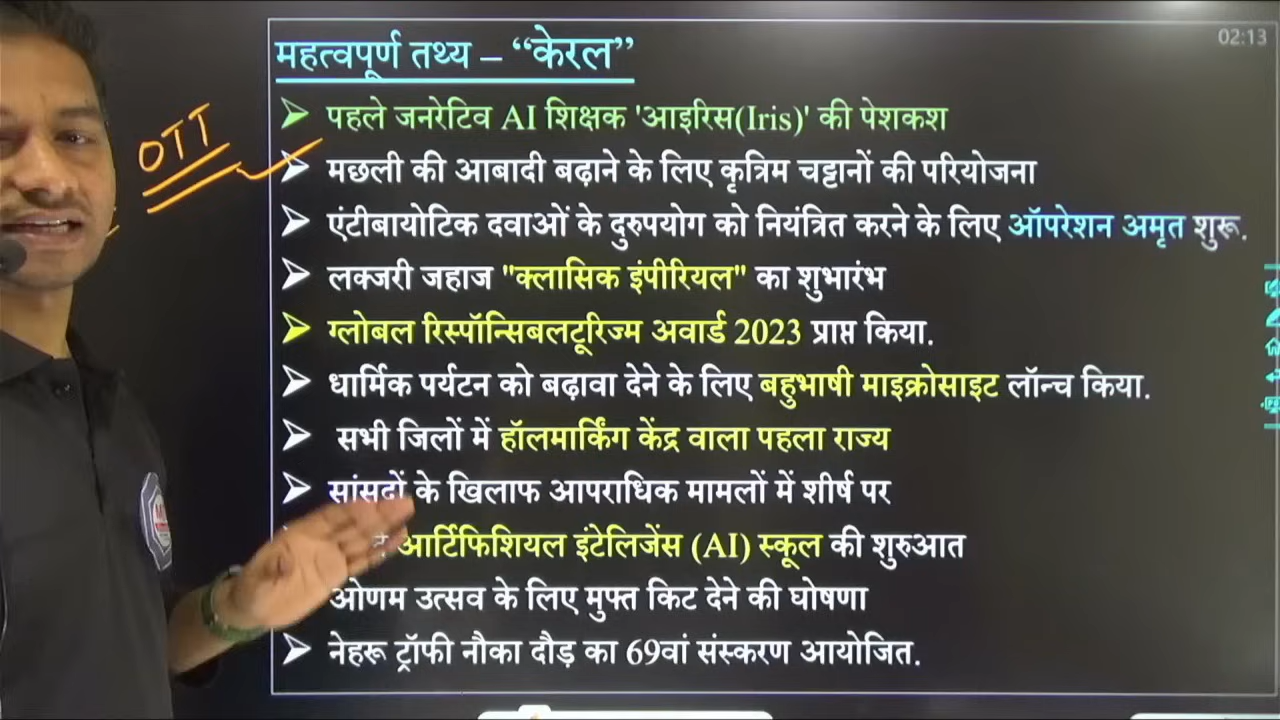 02:13
महत्वपूर्ण तथ्य – “केरल”
OTT
पहले जनरेटिव AI शिक्षक 'आइरिस(Iris)' की पेशकश
मछली की आबादी बढ़ाने के लिए कृत्रिम चट्टानों की परियोजना
एंटीबायोटिक दवाओं के दुरुपयोग को नियंत्रित करने के लिए ऑपरेशन अमृत शुरू.
लक्जरी जहाज "क्लासिक इंपीरियल" का शुभारंभ
ग्लोबल रिस्पॉन्सिबलटूरिज्म अवार्ड 2023 प्राप्त किया.
धार्मिक पर्यटन को बढ़ावा देने के लिए बहुभाषी माइक्रोसाइट लॉन्च किया.
सभी जिलों में हॉलमार्किंग केंद्र वाला पहला राज्य
सांसदों के खिलाफ आपराधिक मामलों में शीर्ष पर
आर्टिफिशियल इंटेलिजेंस (AI) स्कूल की शुरुआत
ओणम उत्सव के लिए मुफ्त किट देने की घोषणा
नेहरू ट्रॉफी नौका दौड़ का 69वां संस्करण आयोजित.